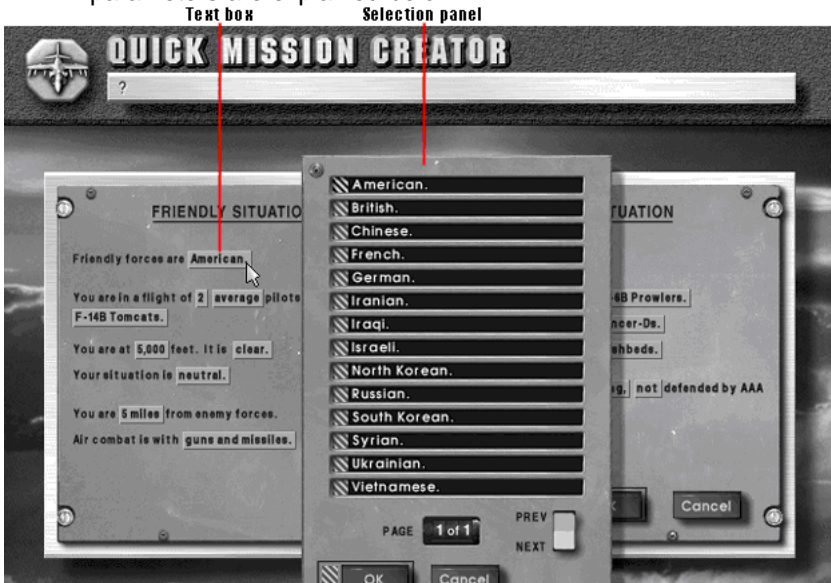 Text box Selection panel
QUICK MISSION CREATOR
?
FRIENDLY SITUATIO
Friendly forces are American.
You are in a flight of 2 average pilots
F-14B Tomcats.
You are at 5,000 feet. It is clear.
Your situation is neutral.
You are 5 miles from enemy forces.
Air combat is with guns and missiles.
American.
British.
Chinese.
French.
German.
Iranian.
Iraqi.
Israeli.
North Korean.
Russian.
South Korean.
Syrian.
Ukrainian.
Vietnamese.
PAGE 1 of 1 PREV
NEXT
OK Cancel
TUATION
-6B Prowlers.
ncer-Ds.
shbeds.
ng, not defended by AAA
K Cancel